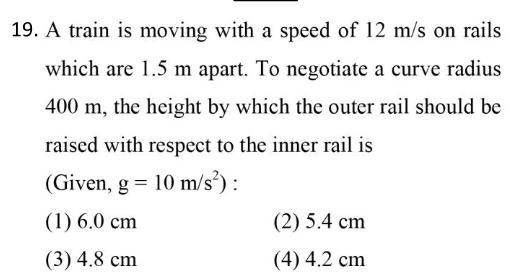 19. A train is moving with a speed of 12 m/s on rails
which are 1.5 m apart. To negotiate a curve radius
400 m, the height by which the outer rail should be
raised with respect to the inner rail is
(Given, g = 10 m/s²) :
(1) 6.0 cm (2) 5.4 cm
(3) 4.8 cm (4) 4.2 cm